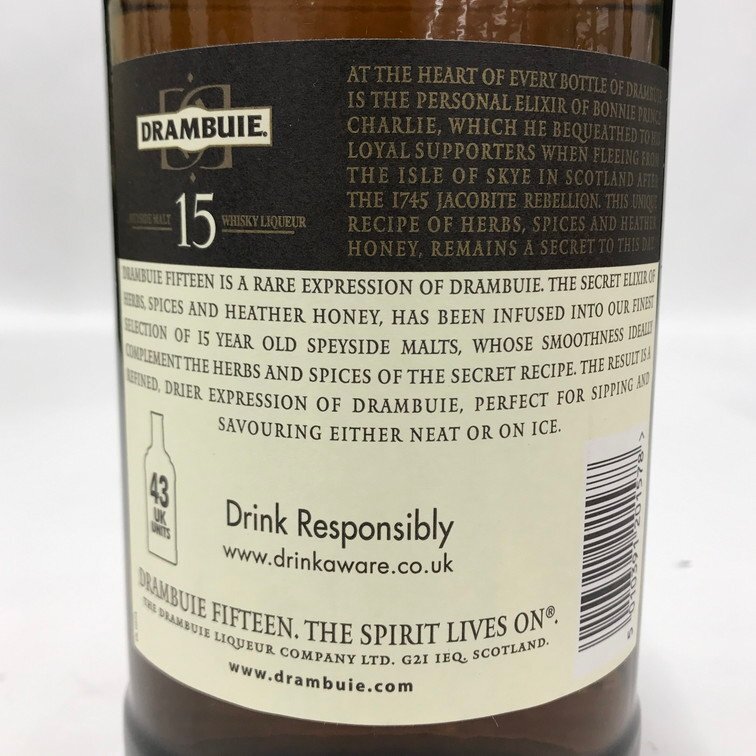 DRAMBUIE.
SPEYSIDE MALT 15 WHISKY LIQUEUR
AT THE HEART OF EVERY BOTTLE OF DRAMBUIE
IS THE PERSONAL ELIXIR OF BONNIE PRINCE
CHARLIE, WHICH HE BEQUEATHED TO HIS
LOYAL SUPPORTERS WHEN FLEEING FROM
THE ISLE OF SKYE IN SCOTLAND AFTER
THE 1745 JACOBITE REBELLION. THIS UNIQUE
RECIPE OF HERBS, SPICES AND HEATHER
HONEY, REMAINS A SECRET TO THIS DAY.
DRAMBUIE FIFTEEN IS A RARE EXPRESSION OF DRAMBUIE. THE SECRET ELIXIR OF
HERBS, SPICES AND HEATHER HONEY, HAS BEEN INFUSED INTO OUR FINEST
SELECTION OF 15 YEAR OLD SPEYSIDE MALTS, WHOSE SMOOTHNESS IDEALLY
COMPLEMENT THE HERBS AND SPICES OF THE SECRET RECIPE. THE RESULT IS A
REFINED, DRIER EXPRESSION OF DRAMBUIE, PERFECT FOR SIPPING AND
SAVOURING EITHER NEAT OR ON ICE.
43
UK
UNITS
Drink Responsibly
www.drinkaware.co.uk
DRAMBUIE FIFTEEN. THE SPIRIT LIVES ON®.
THE DRAMBUIE LIQUEUR COMPANY LTD. G21 1EQ, SCOTLAND.
www.drambuie.com
5 010391 201578 >